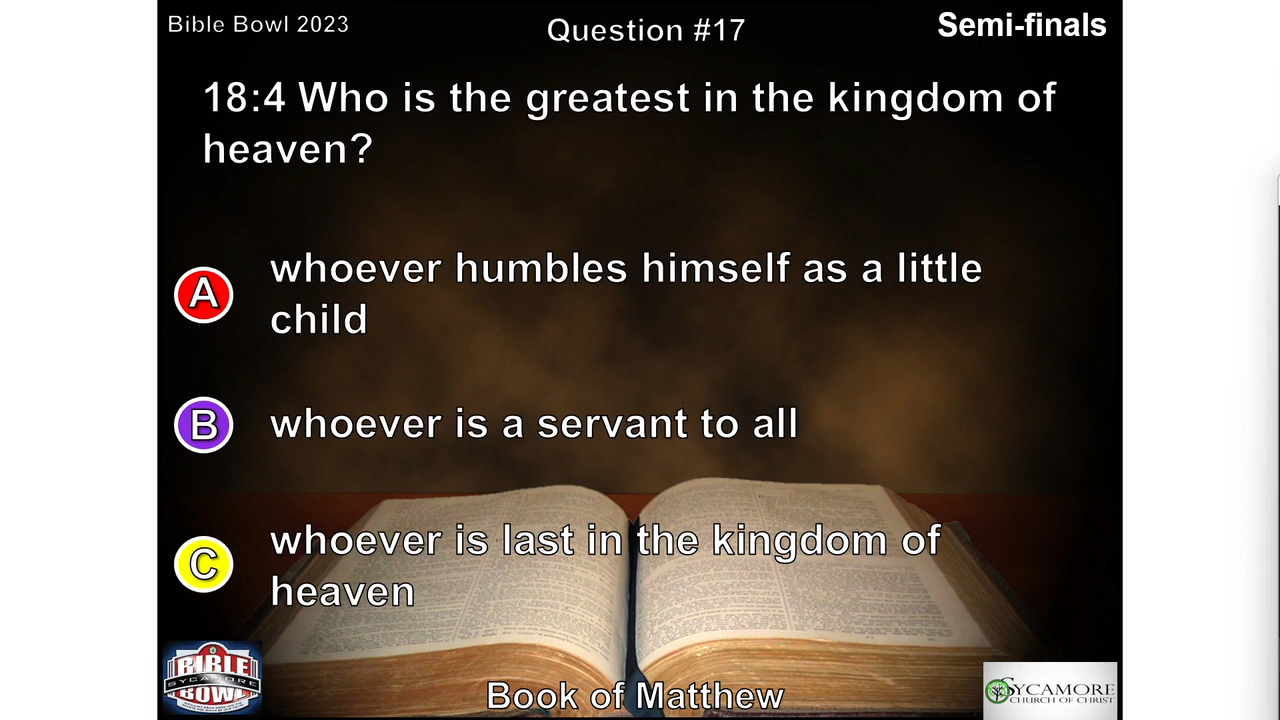 Bible Bowl 2023
Question #17
Semi-finals
18:4 Who is the greatest in the kingdom of
heaven?
A
whoever humbles himself as a little
child
B
whoever is a servant to all
C
whoever is last in the kingdom of
heaven
BIBLE
SYCAMORE
BOWL
Book of Matthew
SYCAMORE
CHURCH OF CHRIST